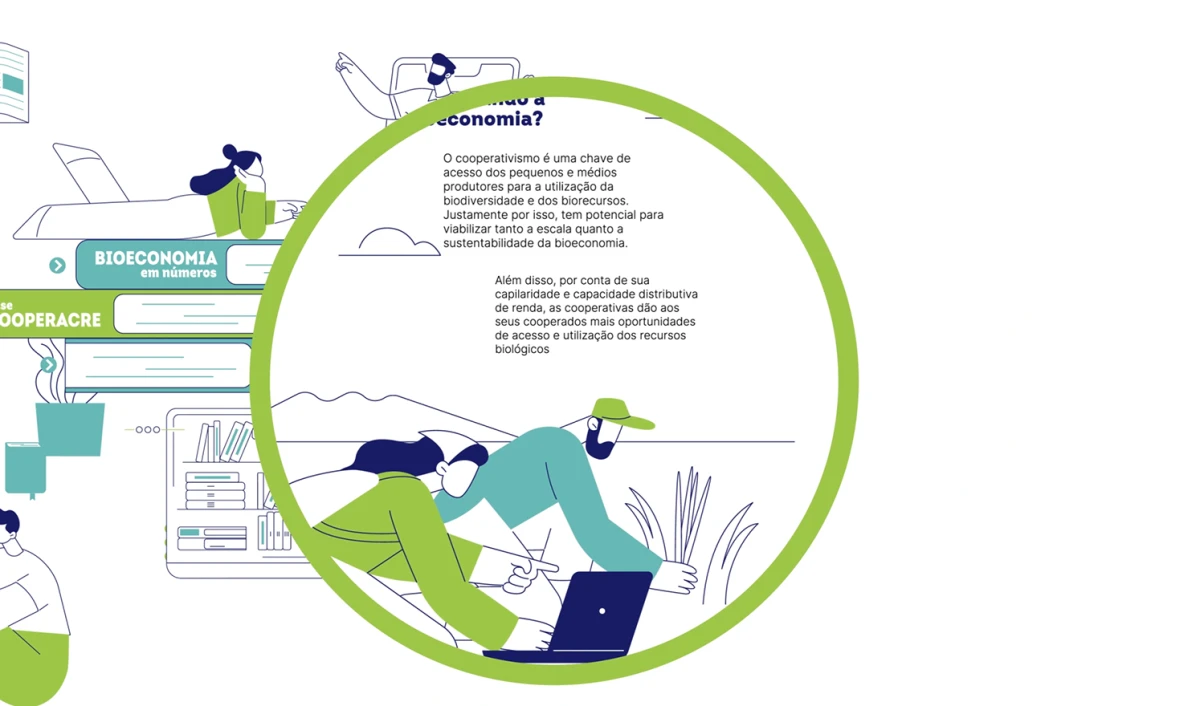 economia?
O cooperativismo é uma chave de
acesso dos pequenos e médios
produtores para a utilização da
biodiversidade e dos biorecursos.
Justamente por isso, tem potencial para
viabilizar tanto a escala quanto a
sustentabilidade da bioeconomia.
Além disso, por conta de sua
capilaridade e capacidade distributiva
de renda, as cooperativas dão aos
seus cooperados mais oportunidades
de acesso e utilização dos recursos
biológicos
BIOECONOMIA
em números
se
OOPERACRE